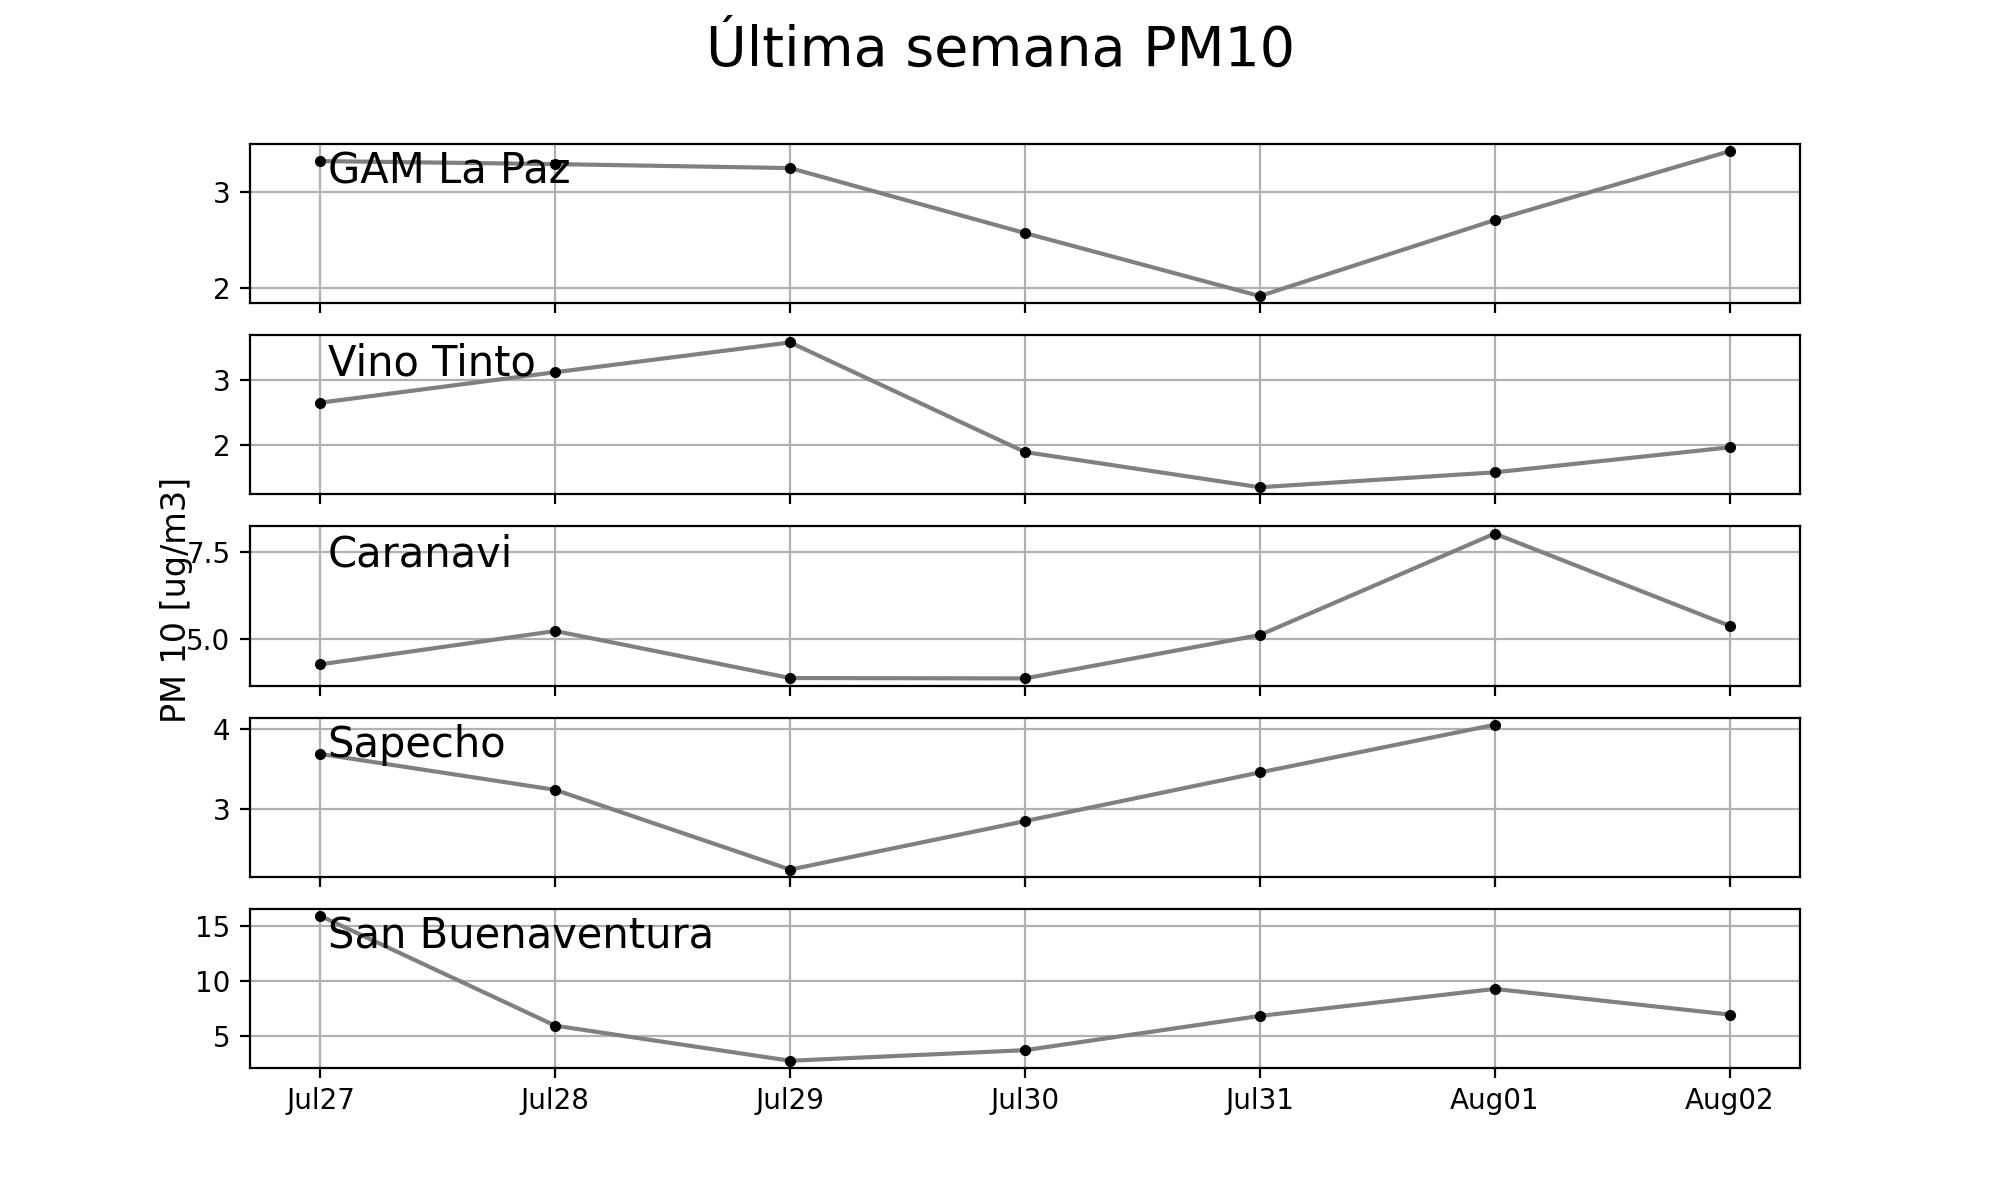 Última semana PM10
GAM La Paz
3
2
Vino Tinto
3
2
PM 10 [ug/m3]
Caranavi
7.5
5.0
Sapecho
4
3
San Buenaventura
15
10
5
Jul27 Jul28 Jul29 Jul30 Jul31 Aug01 Aug02